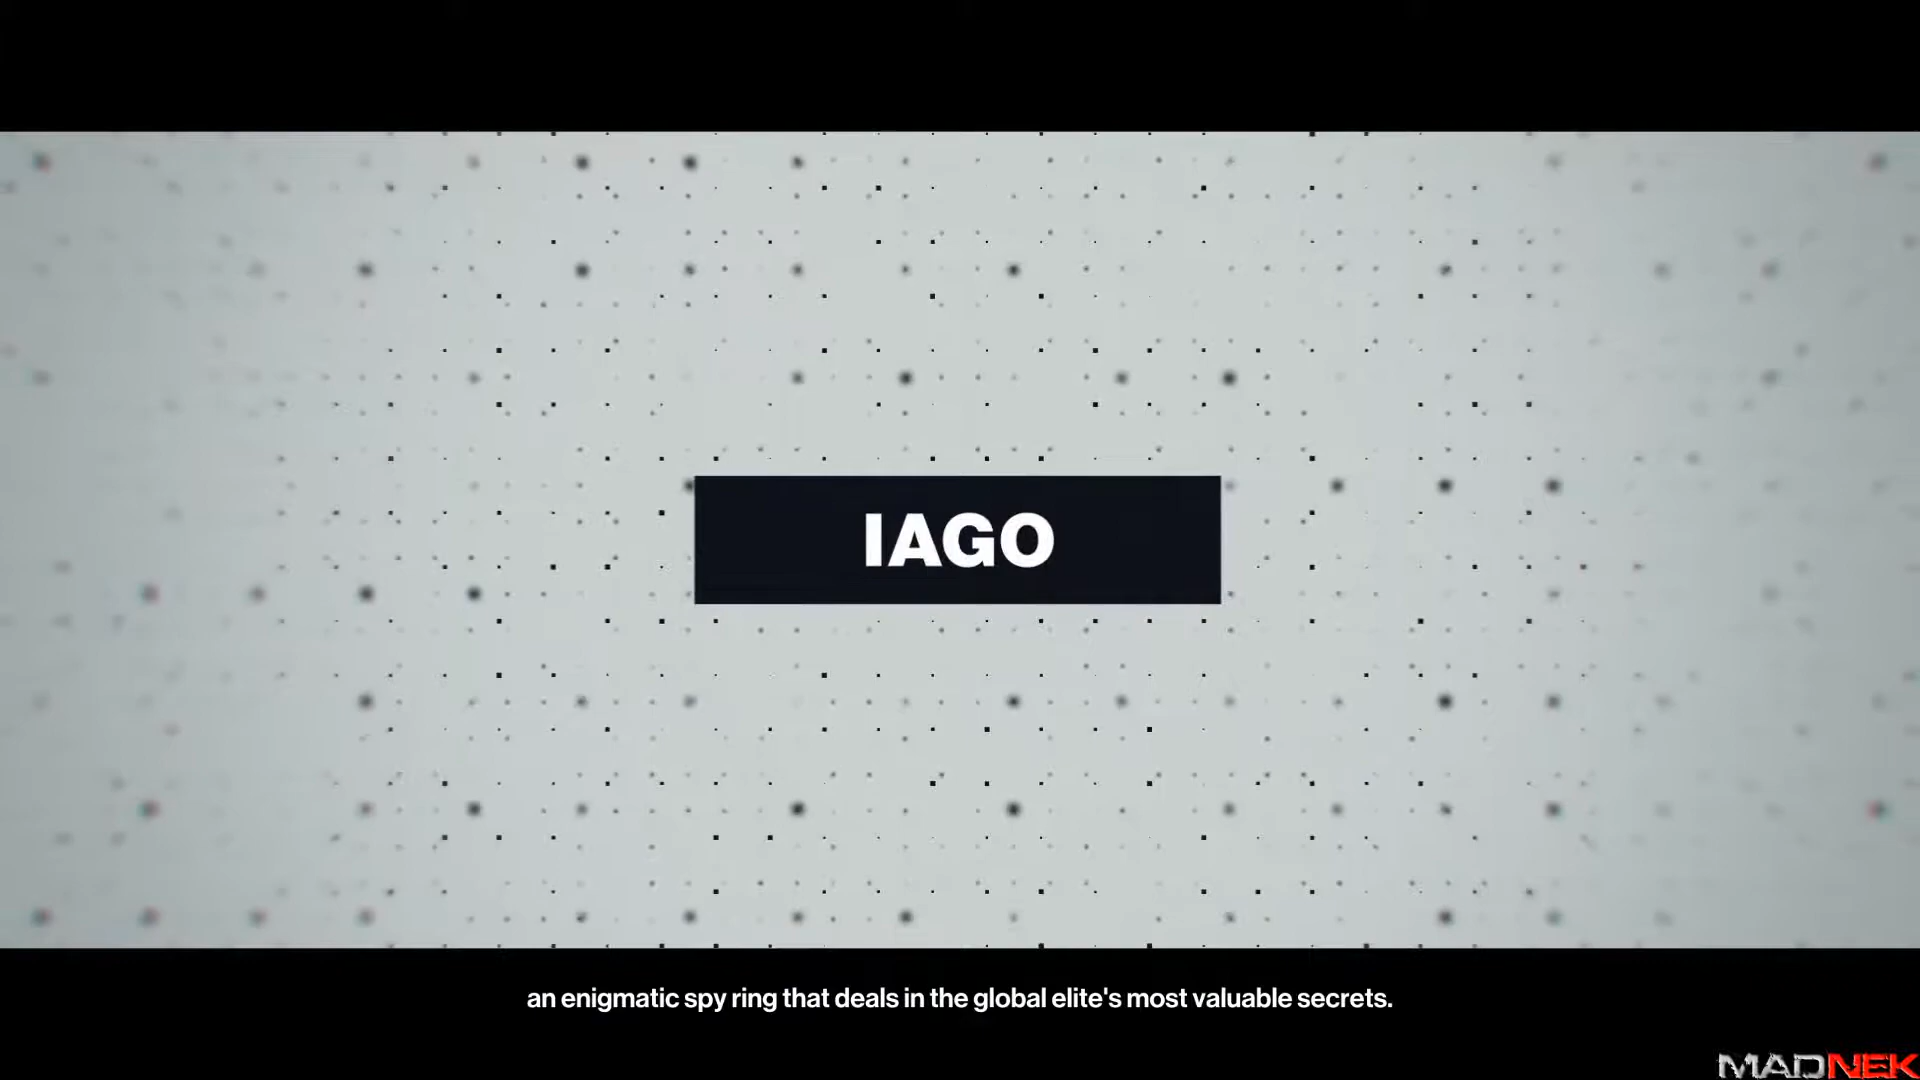 IAGO
an enigmatic spy ring that deals in the global elite's most valuable secrets.
MADNEK